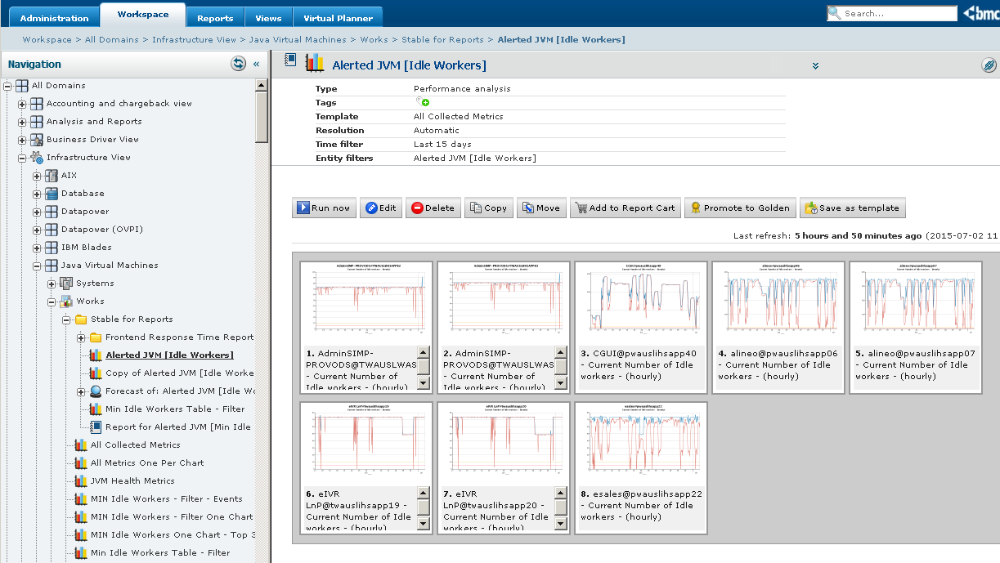 Administration
Workspace
Reports
Views
Virtual Planner
Search...
bmc
Workspace > All Domains > Infrastructure View > Java Virtual Machines > Works > Stable for Reports > Alerted JVM [Idle Workers]
Navigation
All Domains
Accounting and chargeback view
Analysis and Reports
Business Driver View
Infrastructure View
AIX
Database
Datapower
Datapower (OVPI)
IBM Blades
Java Virtual Machines
Systems
Works
Stable for Reports
Frontend Response Time Report
Alerted JVM [Idle Workers]
Copy of Alerted JVM [Idle Worke
Forecast of: Alerted JVM [Idle Wo
Min Idle Workers Table - Filter
Report for Alerted JVM [Min Idle
All Collected Metrics
All Metrics One Per Chart
JVM Health Metrics
MIN Idle Workers - Filter - Events
MIN Idle Workers - Filter One Chart
MIN Idle Workers One Chart - Top 3
Min Idle Workers Table - Filter
Alerted JVM [Idle Workers]
Type Performance analysis
Tags
Template All Collected Metrics
Resolution Automatic
Time filter Last 15 days
Entity filters Alerted JVM [Idle Workers]
Run now
Edit
Delete
Copy
Move
Add to Report Cart
Promote to Golden
Save as template
Last refresh: 5 hours and 50 minutes ago (2015-07-02 11
1. AdminSIMP-
PROVODS@TWAUSLWAS
- Current Number of
Idle workers - (hourly)
2. AdminSIMP-
PROVODS@TWAUSLWAS
- Current Number of
Idle workers - (hourly)
3. CGUI@pwauslihsapp40
- Current Number of Idle
workers - (hourly)
4. alineo@pwauslihsapp06
- Current Number of Idle
workers - (hourly)
5. alineo@pwauslihsapp07
- Current Number of Idle
workers - (hourly)
6. eIVR
LnP@twauslihsapp19 -
Current Number of Idle
workers - (hourly)
7. eIVR
LnP@twauslihsapp20 -
Current Number of Idle
workers - (hourly)
8. esales@pwauslihsapp22
- Current Number of Idle
workers - (hourly)